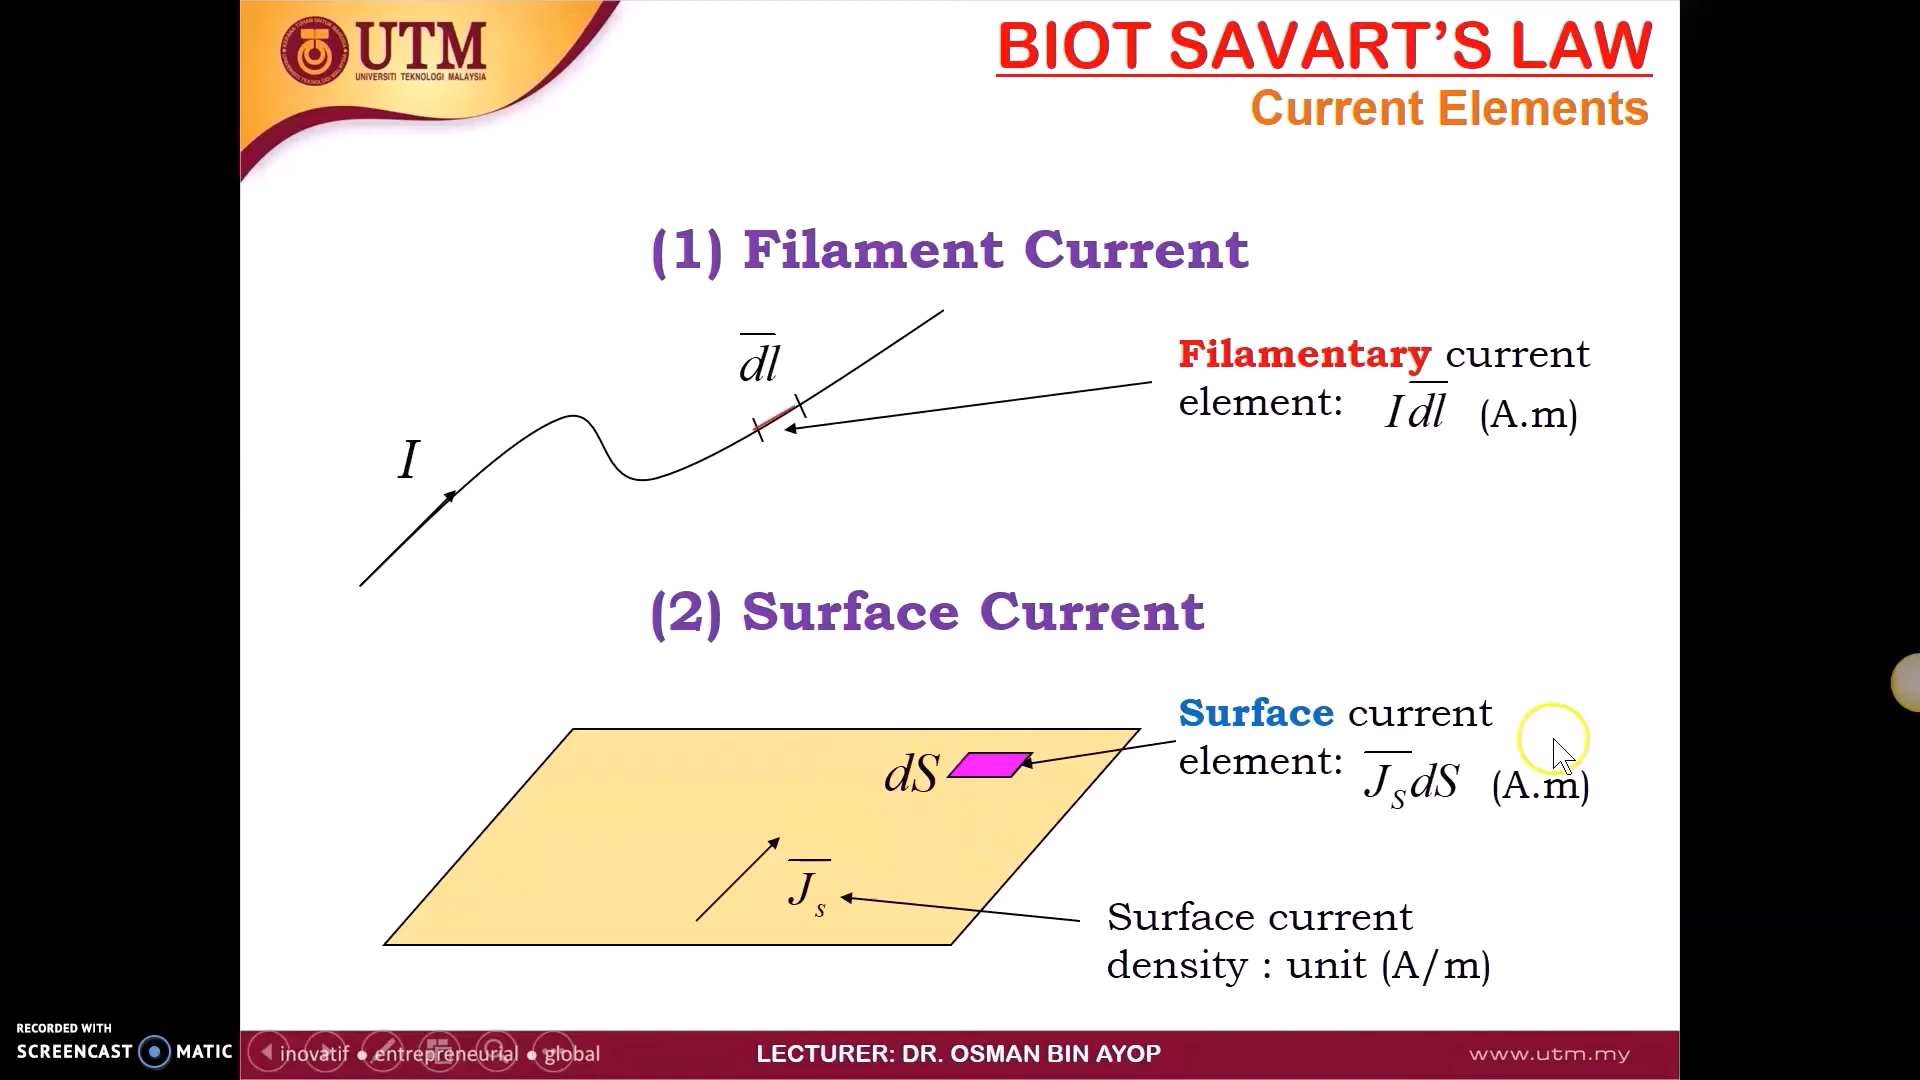 UTM
UNIVERSITI TEKNOLOGI MALAYSIA
BIOT SAVART’S LAW
Current Elements
(1) Filament Current
dl
Filamentary current
element: I dl (A.m)
I
(2) Surface Current
Surface current
element: J_S dS (A.m)
dS
J_s
Surface current
density : unit (A/m)
RECORDED WITH
SCREENCAST MATIC
inovatif ● entrepreneurial ● global
LECTURER: DR. OSMAN BIN AYOP
www.utm.my